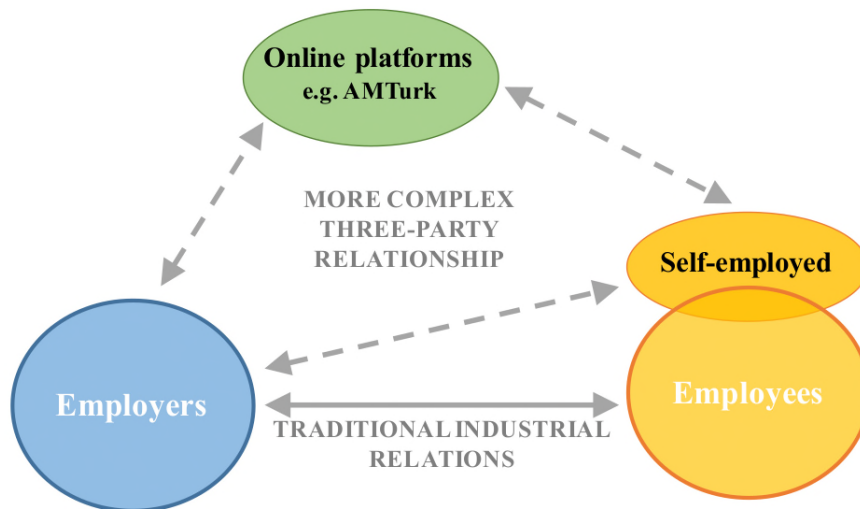 Online platforms
e.g. AMTurk
MORE COMPLEX
THREE-PARTY
RELATIONSHIP
Self-employed
Employers
Employees
TRADITIONAL INDUSTRIAL
RELATIONS